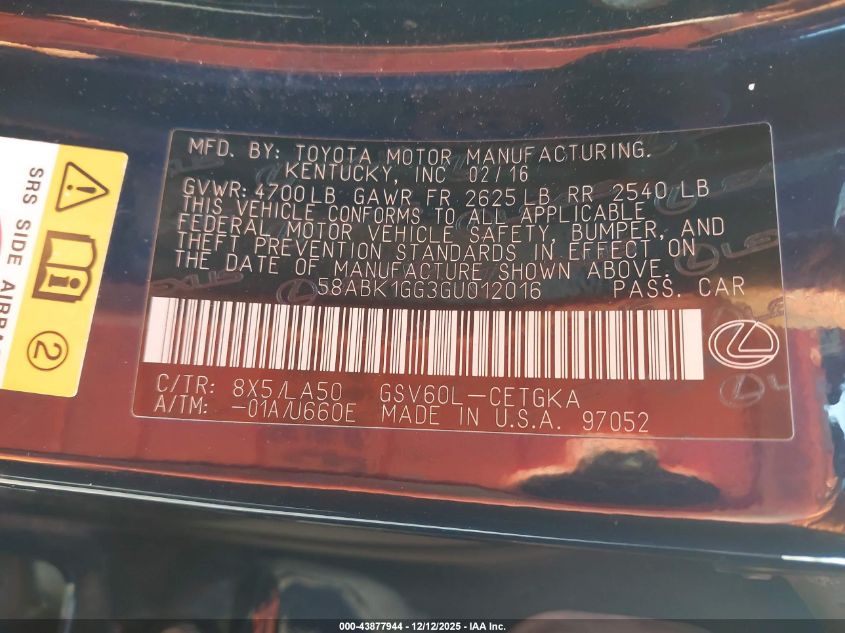 MFD. BY: TOYOTA MOTOR MANUFACTURING.
KENTUCKY, INC 02/16
GVWR: 4700LB GAWR FR 2625 LB RR 2540 LB
THIS VEHICLE CONFORMS TO ALL APPLICABLE
FEDERAL MOTOR VEHICLE SAFETY, BUMPER, AND
THEFT PREVENTION STANDARDS IN EFFECT ON
THE DATE OF MANUFACTURE SHOWN ABOVE.
58ABK1GG3GU012016 PASS. CAR
C/TR: 8X5/LA50 GSV60L-CETGKA
A/TM: -01A/U660E MADE IN U.S.A. 97052
SRS SIDE AIRBA
2
000-43877944 - 12/12/2025 - IAA Inc.